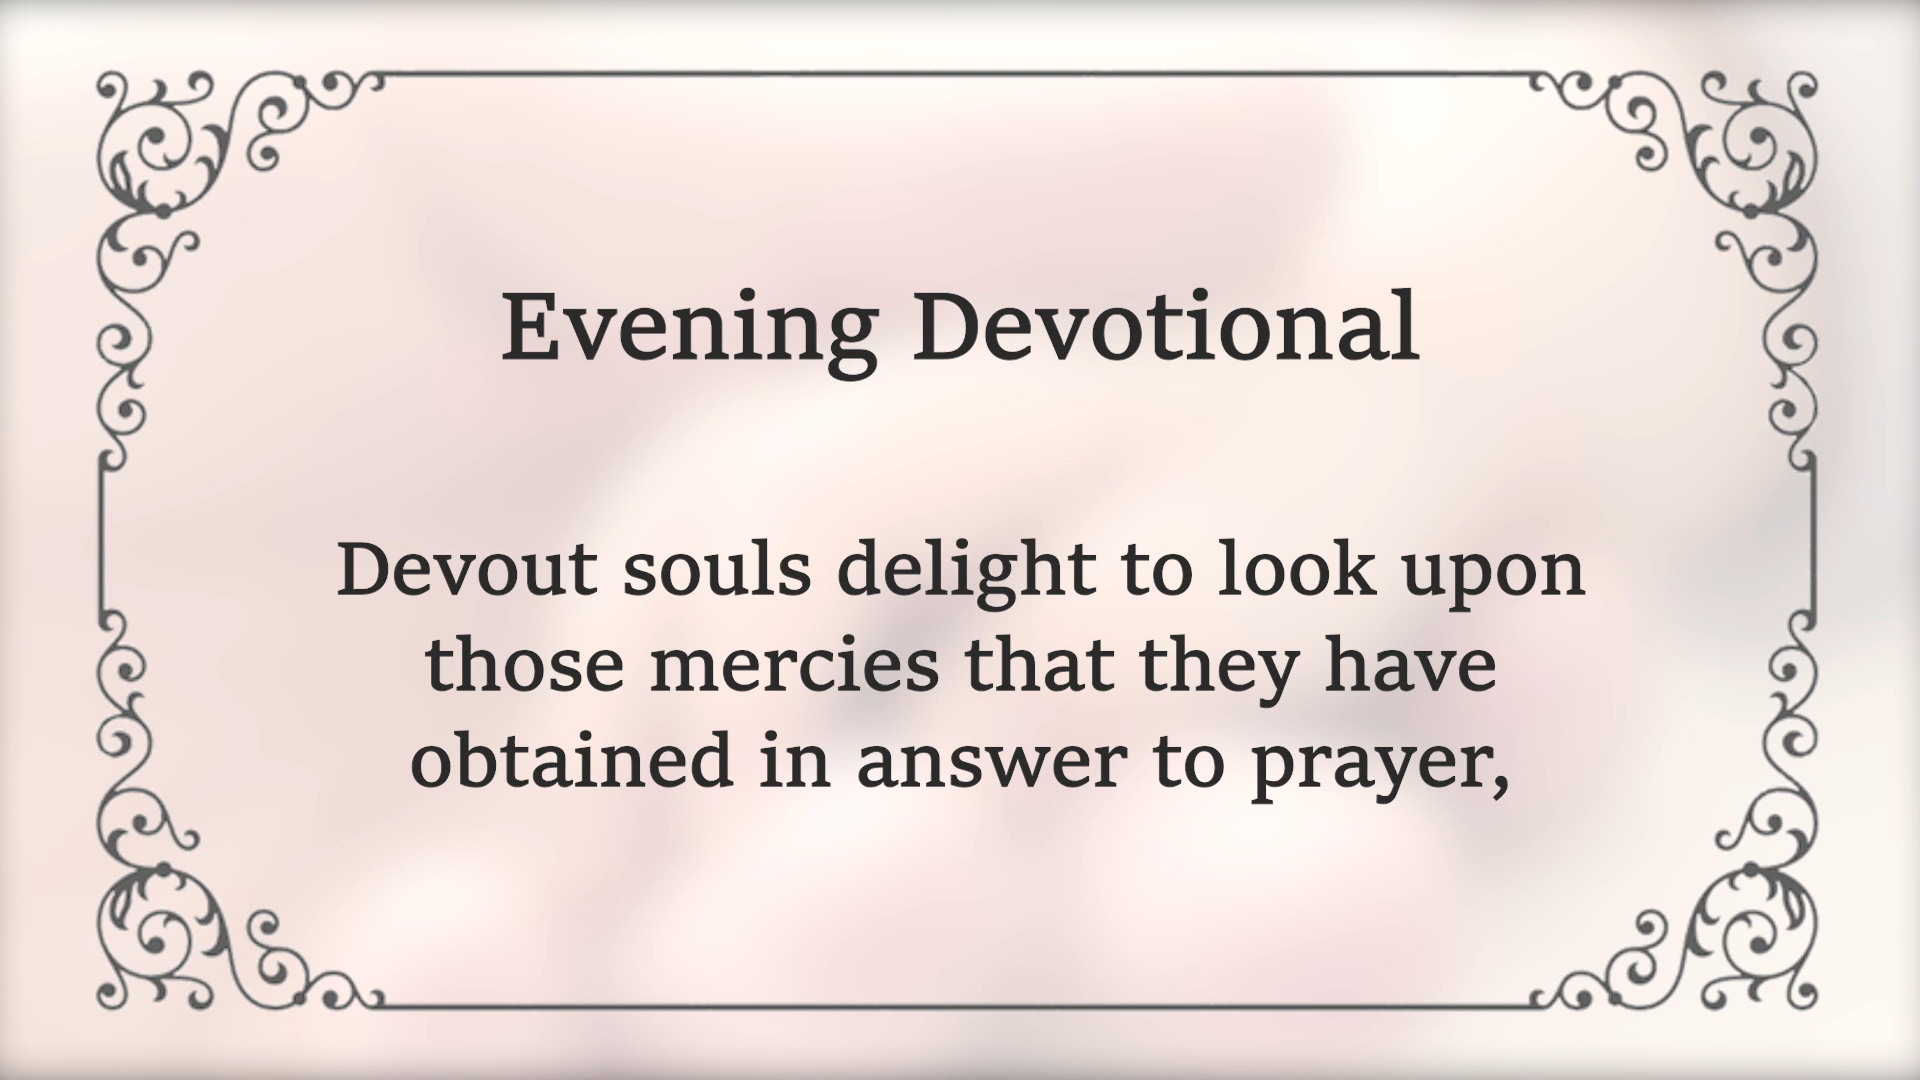 Evening Devotional
Devout souls delight to look upon
those mercies that they have
obtained in answer to prayer,